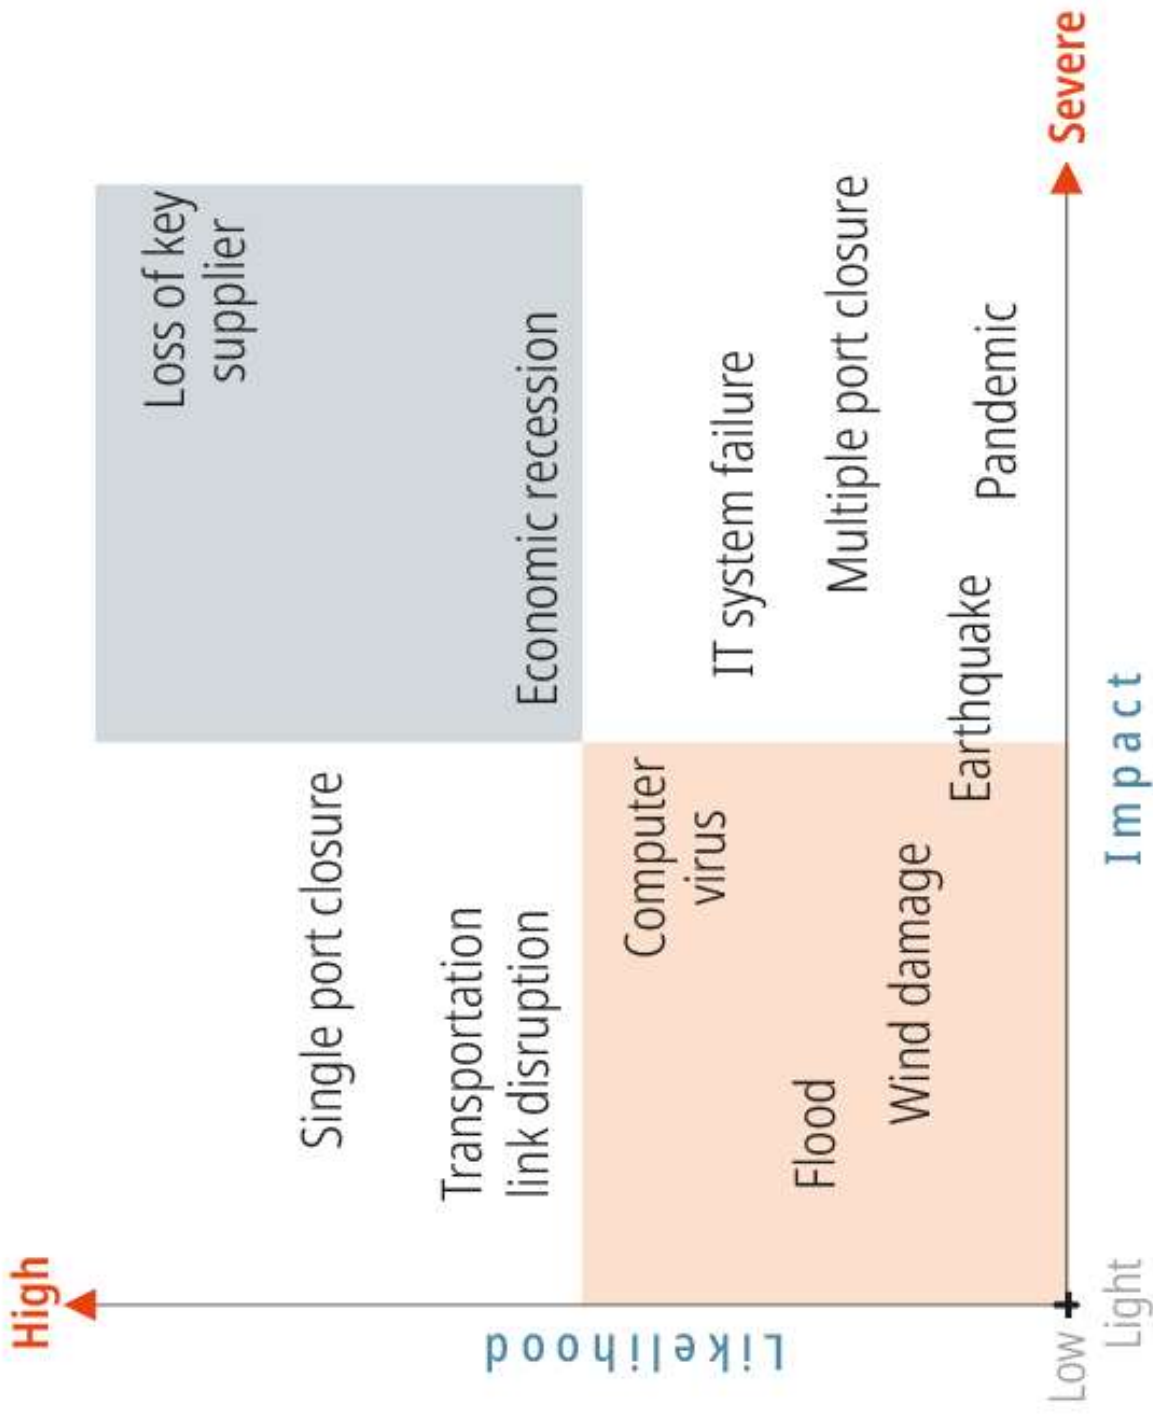 High
Likelihood
Loss of key
supplier
Single port closure
Transportation
link disruption
Economic recession
Computer
virus
IT system failure
Flood
Multiple port closure
Wind damage
Earthquake
Pandemic
Low
Light
Impact
Severe